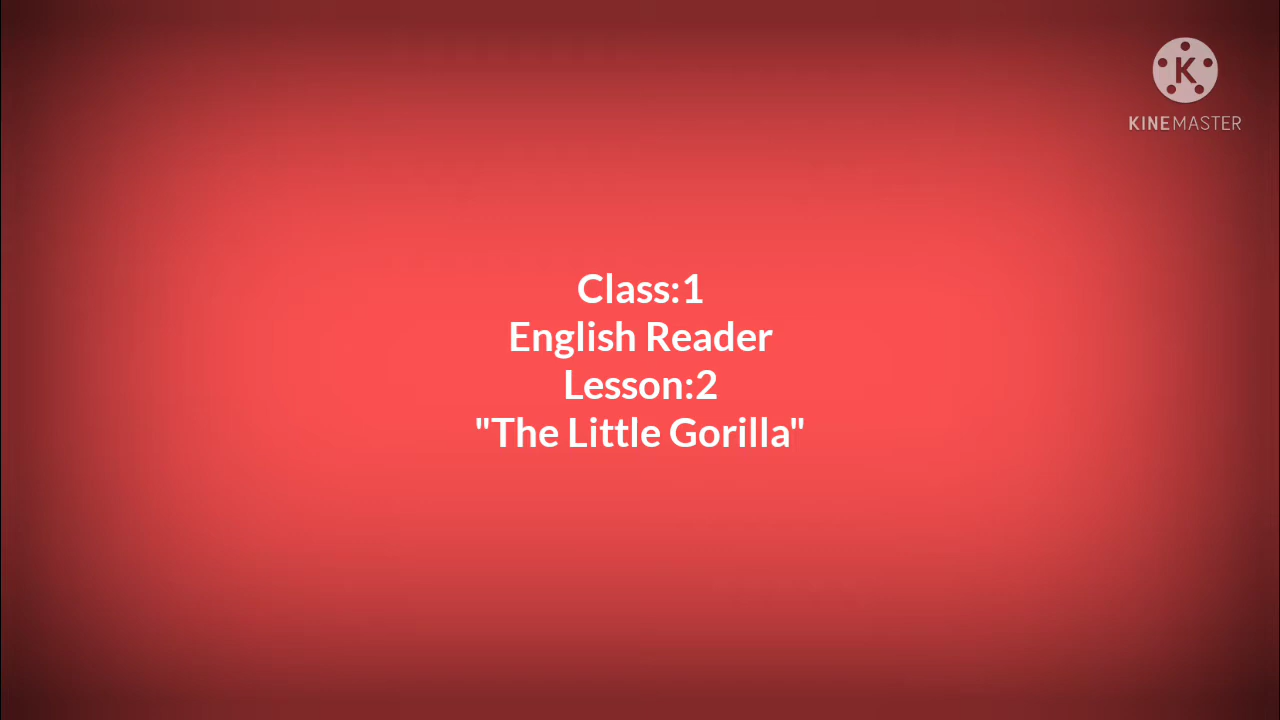 K
KINEMASTER
Class:1
English Reader
Lesson:2
"The Little Gorilla"